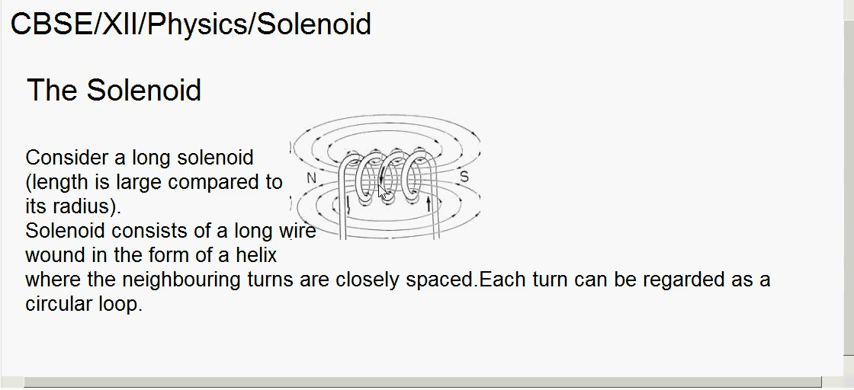 CBSE/XII/Physics/Solenoid
The Solenoid
Consider a long solenoid
(length is large compared to
its radius).
Solenoid consists of a long wire
wound in the form of a helix
where the neighbouring turns are closely spaced.Each turn can be regarded as a
circular loop.
N
S